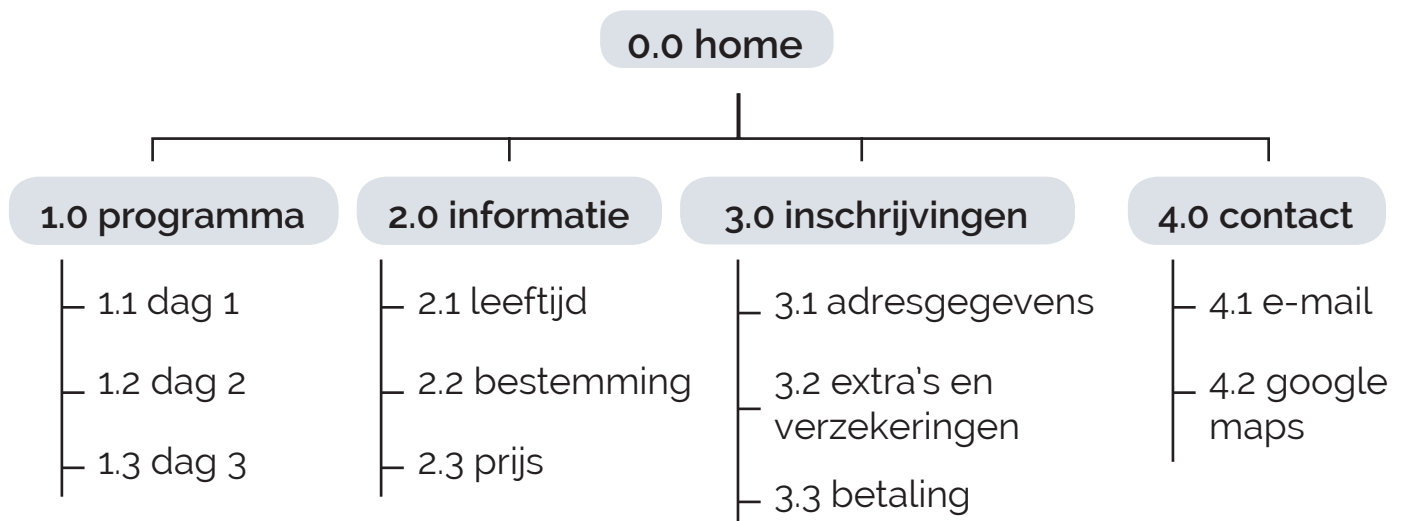 0.0 home
1.0 programma
2.0 informatie
3.0 inschrijvingen
4.0 contact
1.1 dag 1
1.2 dag 2
1.3 dag 3
2.1 leeftijd
2.2 bestemming
2.3 prijs
3.1 adresgegevens
3.2 extra's en
verzekeringen
3.3 betaling
4.1 e-mail
4.2 google
maps